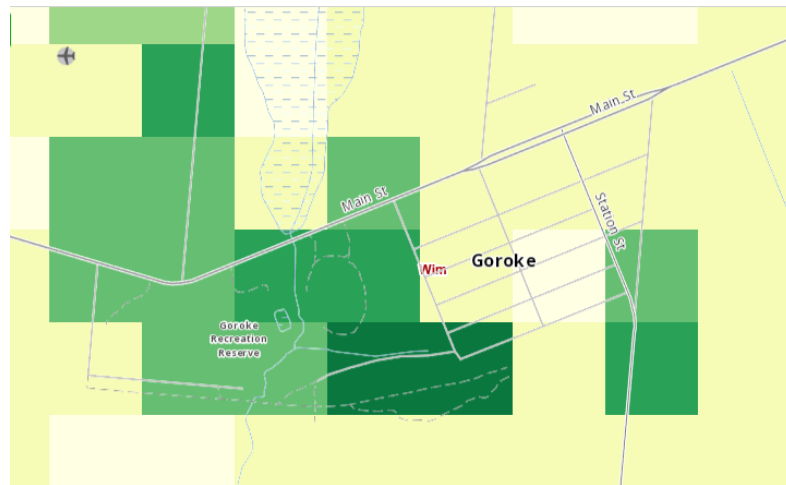 Main St
Main St
Station St
Wim
Goroke
Goroke
Recreation
Reserve